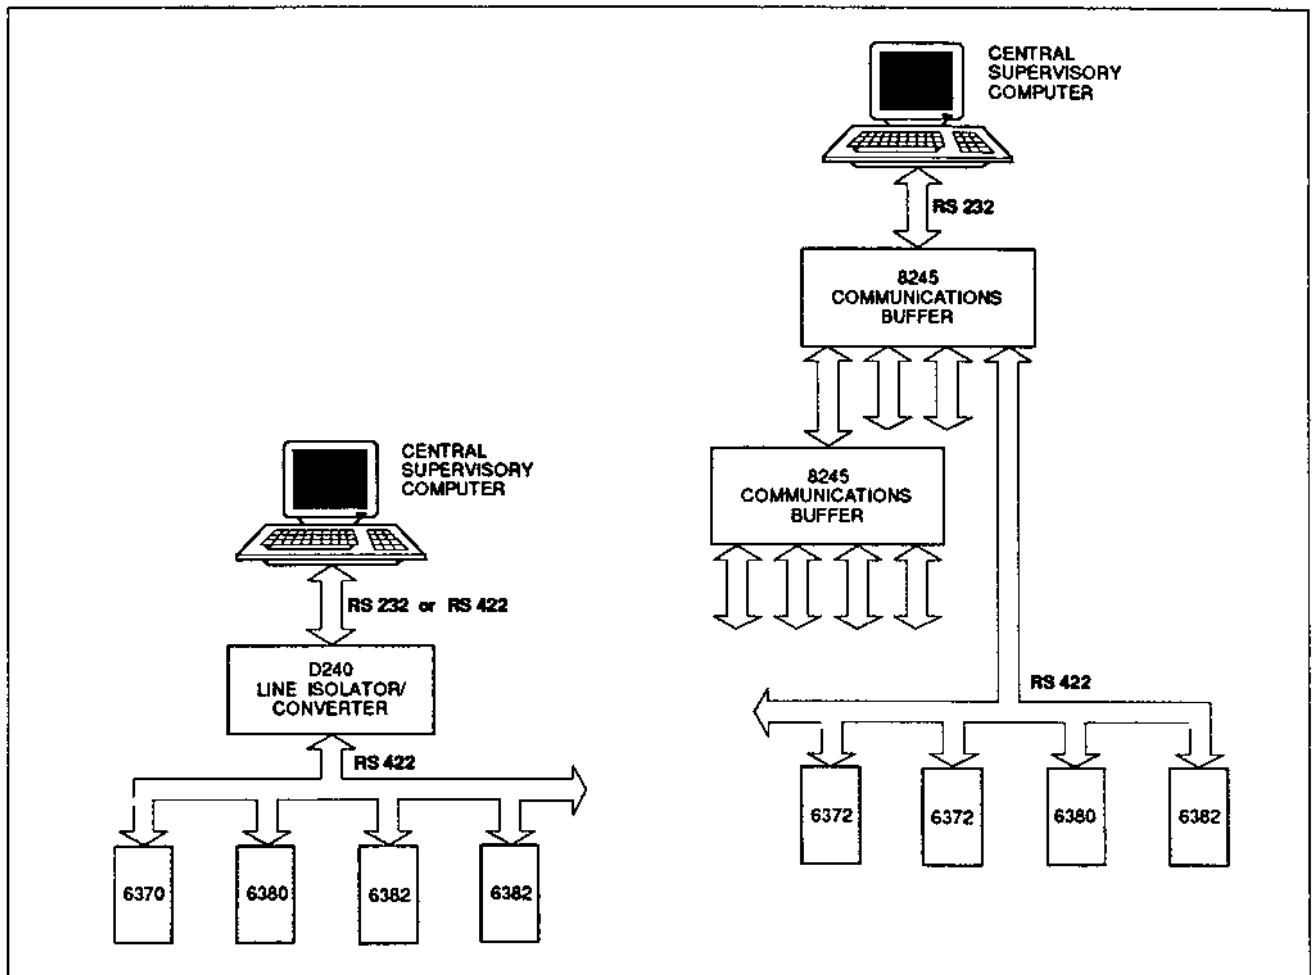 CENTRAL
SUPERVISORY
COMPUTER
RS 232 or RS 422
D240
LINE ISOLATOR/
CONVERTER
RS 422
6370
6380
6382
6382
CENTRAL
SUPERVISORY
COMPUTER
RS 232
8245
COMMUNICATIONS
BUFFER
8245
COMMUNICATIONS
BUFFER
RS 422
6372
6372
6380
6382